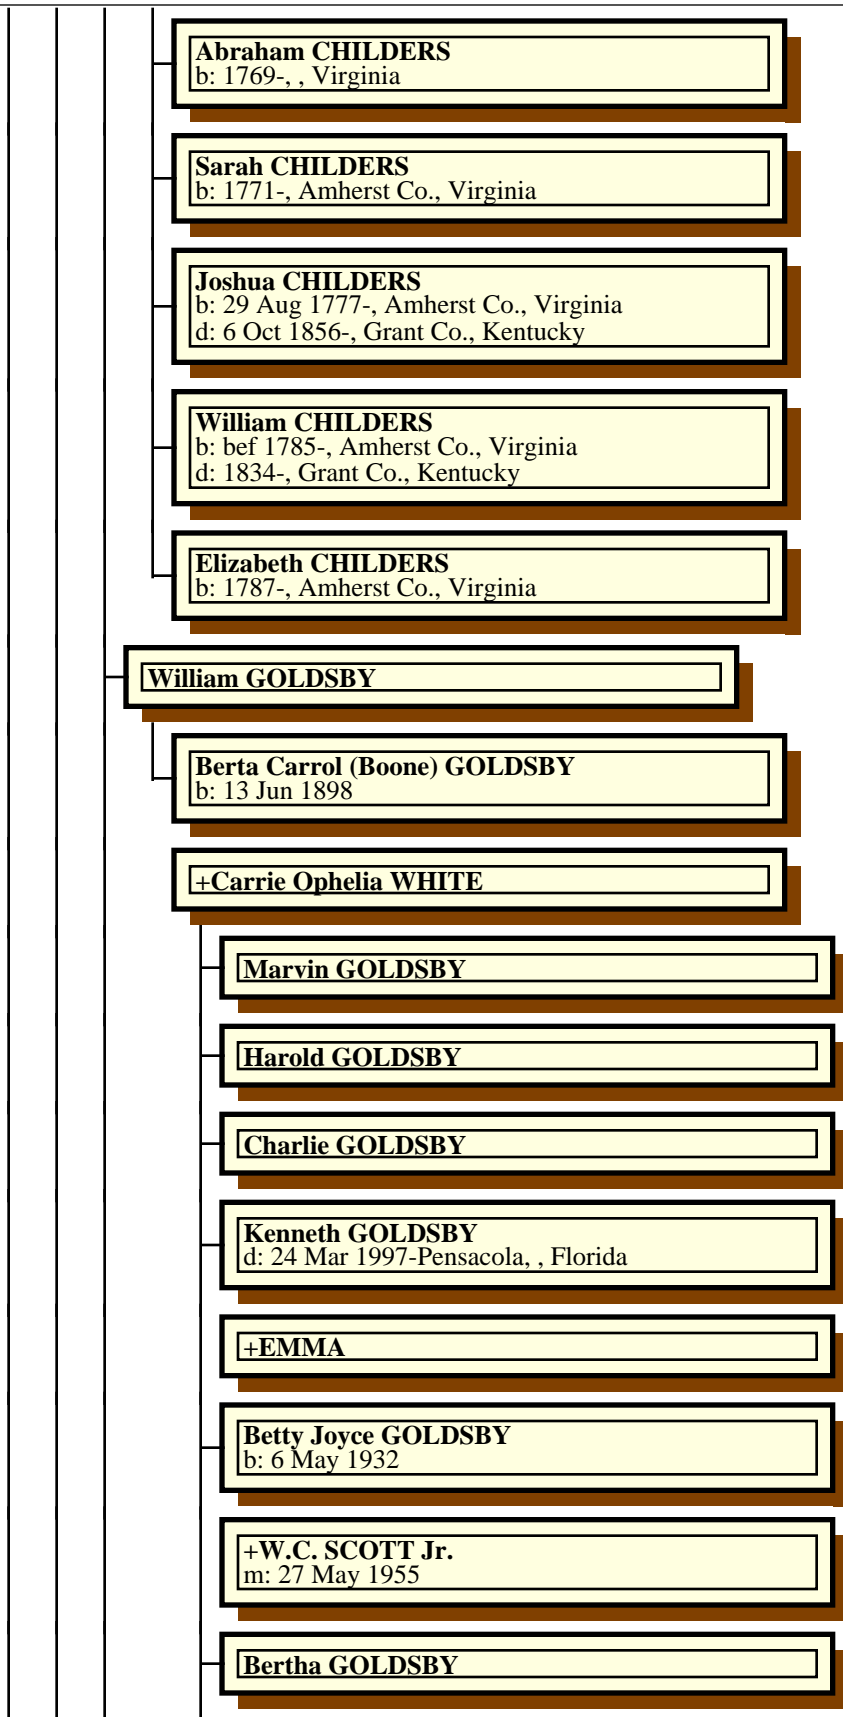 Abraham CHILDERS
b: 1769-, , Virginia
Sarah CHILDERS
b: 1771-, Amherst Co., Virginia
Joshua CHILDERS
b: 29 Aug 1777-, Amherst Co., Virginia
d: 6 Oct 1856-, Grant Co., Kentucky
William CHILDERS
b: bef 1785-, Amherst Co., Virginia
d: 1834-, Grant Co., Kentucky
Elizabeth CHILDERS
b: 1787-, Amherst Co., Virginia
William GOLDSBY
Berta Carrol (Boone) GOLDSBY
b: 13 Jun 1898
+Carrie Ophelia WHITE
Marvin GOLDSBY
Harold GOLDSBY
Charlie GOLDSBY
Kenneth GOLDSBY
d: 24 Mar 1997-Pensacola, , Florida
+EMMA
Betty Joyce GOLDSBY
b: 6 May 1932
+W.C. SCOTT Jr.
m: 27 May 1955
Bertha GOLDSBY